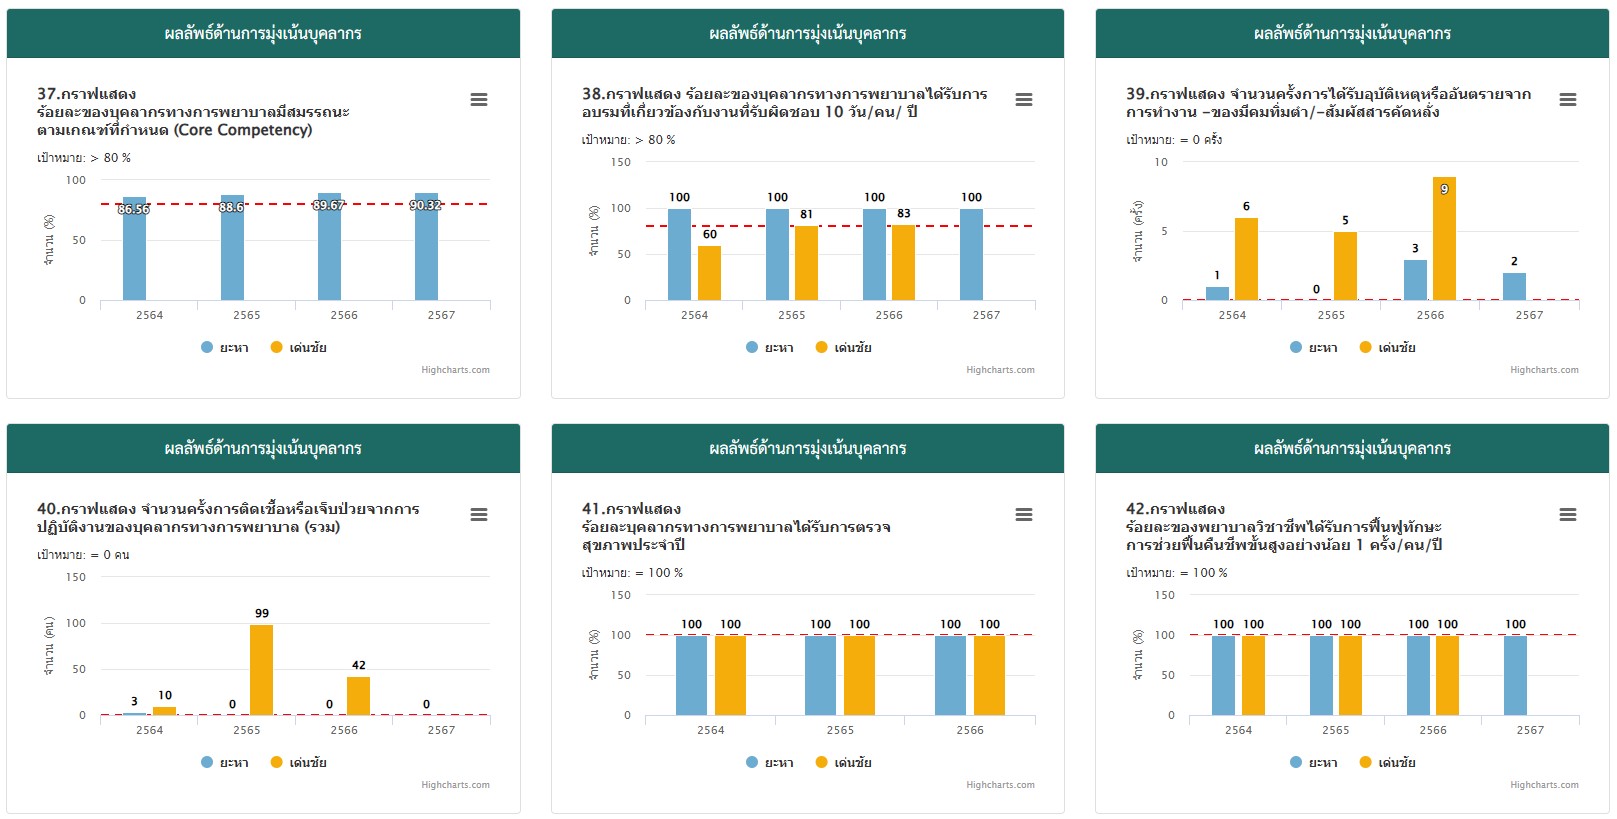 ผลลัพธ์ด้านการมุ่งเน้นบุคลากร
37.กราฟแสดง
ร้อยละของบุคลากรทางการพยาบาลมีสมรรถนะ
ตามเกณฑ์ที่กำหนด (Core Competency)
เป้าหมาย: > 80 %
จำนวน (%)
100
50
0
86.56
88.6
89.67
90.32
2564
2565
2566
2567
ยะหา
เด่นชัย
Highcharts.com
ผลลัพธ์ด้านการมุ่งเน้นบุคลากร
38.กราฟแสดง ร้อยละของบุคลากรทางการพยาบาลได้รับการ
อบรมที่เกี่ยวข้องกับงานที่รับผิดชอบ 10 วัน/คน/ ปี
เป้าหมาย: > 80 %
จำนวน (%)
150
100
50
0
100
60
100
81
100
83
100
2564
2565
2566
2567
ยะหา
เด่นชัย
Highcharts.com
ผลลัพธ์ด้านการมุ่งเน้นบุคลากร
39.กราฟแสดง จำนวนครั้งการได้รับอุบัติเหตุหรืออันตรายจาก
การทำงาน -ของมีคมทิ่มตำ/-สัมผัสสารคัดหลั่ง
เป้าหมาย: = 0 ครั้ง
จำนวน (ครั้ง)
10
5
0
1
6
0
5
3
9
2
2564
2565
2566
2567
ยะหา
เด่นชัย
Highcharts.com
ผลลัพธ์ด้านการมุ่งเน้นบุคลากร
40.กราฟแสดง จำนวนครั้งการติดเชื้อหรือเจ็บป่วยจากการ
ปฏิบัติงานของบุคลากรทางการพยาบาล (รวม)
เป้าหมาย: = 0 คน
จำนวน (คน)
150
100
50
0
3
10
0
99
0
42
0
2564
2565
2566
2567
ยะหา
เด่นชัย
Highcharts.com
ผลลัพธ์ด้านการมุ่งเน้นบุคลากร
41.กราฟแสดง
ร้อยละบุคลากรทางการพยาบาลได้รับการตรวจ
สุขภาพประจำปี
เป้าหมาย: = 100 %
จำนวน (%)
150
100
50
0
100
100
100
100
100
100
2564
2565
2566
ยะหา
เด่นชัย
Highcharts.com
ผลลัพธ์ด้านการมุ่งเน้นบุคลากร
42.กราฟแสดง
ร้อยละของพยาบาลวิชาชีพได้รับการฟื้นฟูทักษะ
การช่วยฟื้นคืนชีพขั้นสูงอย่างน้อย 1 ครั้ง/คน/ปี
เป้าหมาย: = 100 %
จำนวน (%)
150
100
50
0
100
100
100
100
100
100
100
2564
2565
2566
2567
ยะหา
เด่นชัย
Highcharts.com